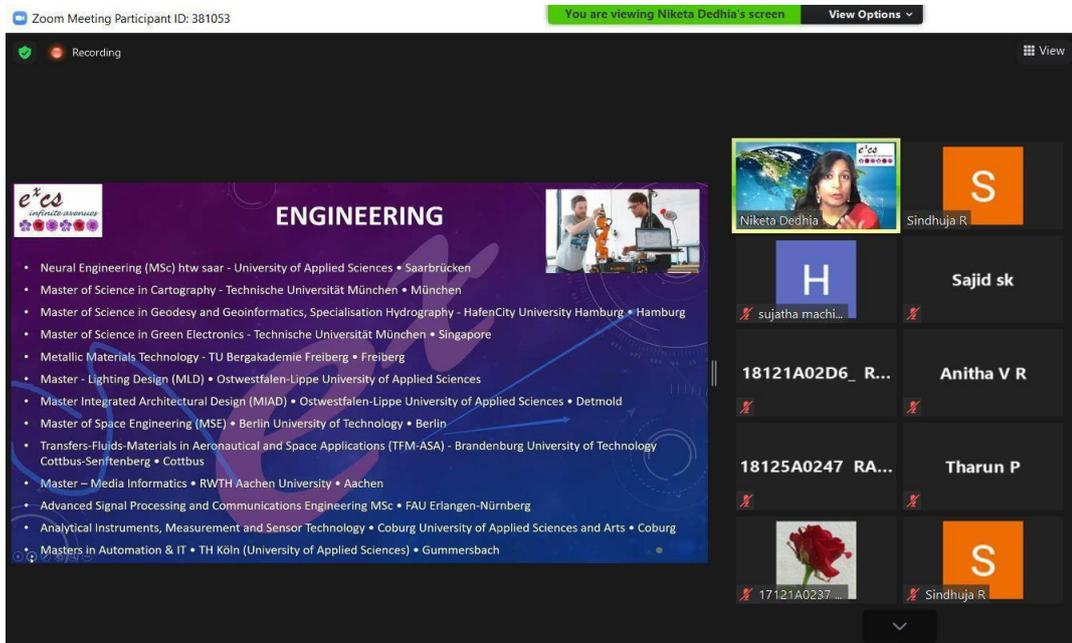 Zoom Meeting Participant ID: 381053
You are viewing Niketa Dedhia's screen
View Options
Recording
View
excs
infinite avenues
ENGINEERING
• Neural Engineering (MSc) htw saar - University of Applied Sciences • Saarbrücken
• Master of Science in Cartography - Technische Universität München • München
• Master of Science in Geodesy and Geoinformatics, Specialisation Hydrography - HafenCity University Hamburg • Hamburg
• Master of Science in Green Electronics - Technische Universität München • Singapore
• Metallic Materials Technology - TU Bergakademie Freiberg • Freiberg
• Master - Lighting Design (MLD) • Ostwestfalen-Lippe University of Applied Sciences
• Master Integrated Architectural Design (MIAD) • Ostwestfalen-Lippe University of Applied Sciences • Detmold
• Master of Space Engineering (MSE) • Berlin University of Technology • Berlin
• Transfers-Fluids-Materials in Aeronautical and Space Applications (TFM-ASA) - Brandenburg University of Technology
Cottbus-Senftenberg • Cottbus
• Master – Media Informatics • RWTH Aachen University • Aachen
• Advanced Signal Processing and Communications Engineering MSc • FAU Erlangen-Nürnberg
• Analytical Instruments, Measurement and Sensor Technology • Coburg University of Applied Sciences and Arts • Coburg
• Masters in Automation & IT • TH Köln (University of Applied Sciences) • Gummersbach
excs
Niketa Dedhia
S
Sindhuja R
H
sujatha machi...
Sajid sk
18121A02D6_ R...
Anitha V R
18125A0247 RA...
Tharun P
17121A0237 ...
S
Sindhuja R